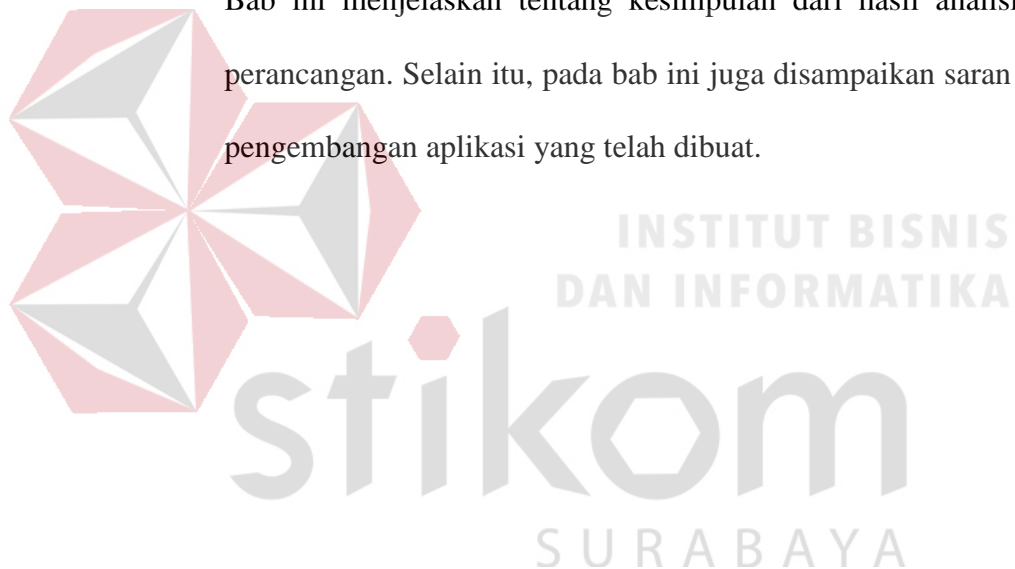 Bab ini menjelaskan tentang kesimpulan dari hasil analisi
perancangan. Selain itu, pada bab ini juga disampaikan saran
pengembangan aplikasi yang telah dibuat.
INSTITUT BISNIS
DAN INFORMATIKA
stikom
SURABAYA